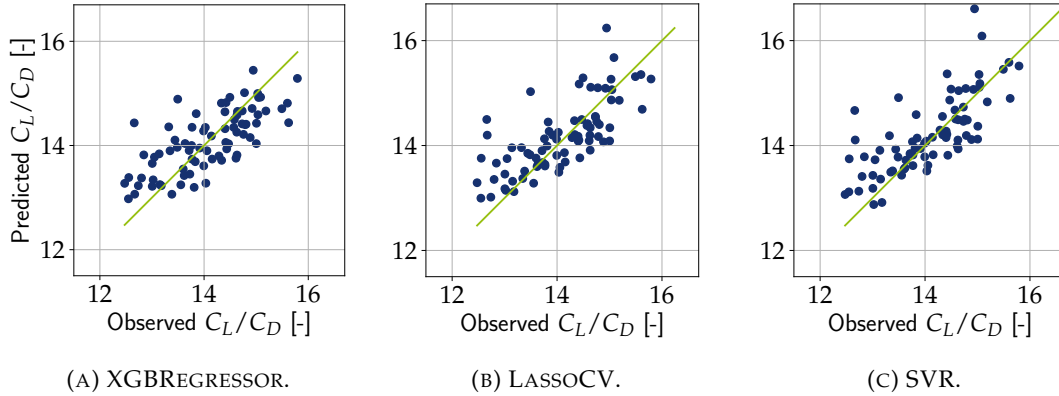 Predicted C_L/C_D [-]
16
14
12
12 14 16
Observed C_L/C_D [-]
(A) XGBREGRESSOR.
16
14
12
12 14 16
Observed C_L/C_D [-]
(B) LASSOCV.
16
14
12
12 14 16
Observed C_L/C_D [-]
(C) SVR.